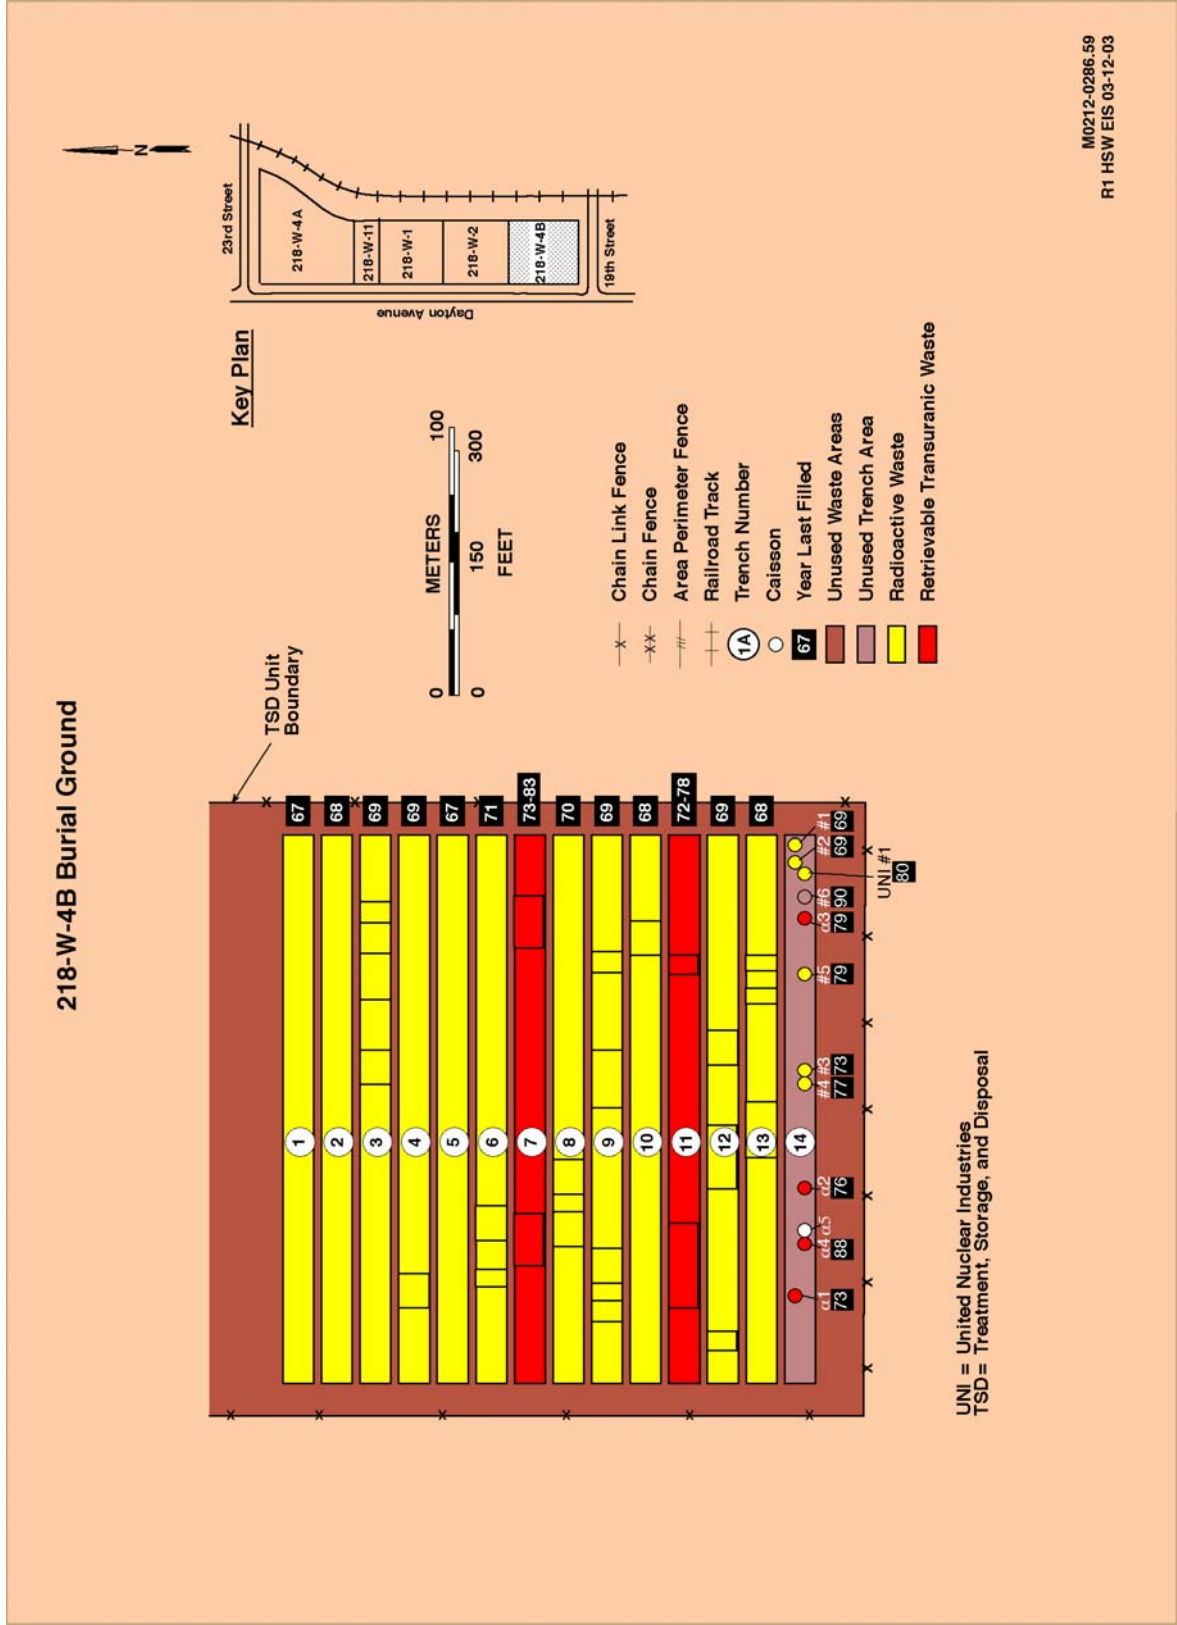 218-W-4B Burial Ground
TSD Unit
Boundary
1
67
2
68
3
69
4
69
5
67
6
71
7
73-83
8
70
9
69
10
68
11
72-78
12
69
13
68
14
α1
73
α4
88
α5
α2
76
#4
77
#3
73
#5
79
α3
79
#6
90
UNI #1
80
#2
69
#1
69
UNI = United Nuclear Industries
TSD = Treatment, Storage, and Disposal
METERS
0
100
0
150
300
FEET
Chain Link Fence
Chain Fence
Area Perimeter Fence
Railroad Track
1A
Trench Number
Caisson
67
Year Last Filled
Unused Waste Areas
Unused Trench Area
Radioactive Waste
Retrievable Transuranic Waste
Key Plan
N
23rd Street
Dayton Avenue
218-W-4A
218-W-11
218-W-1
218-W-2
218-W-4B
19th Street
M0212-0286.59
R1 HSW EIS 03-12-03